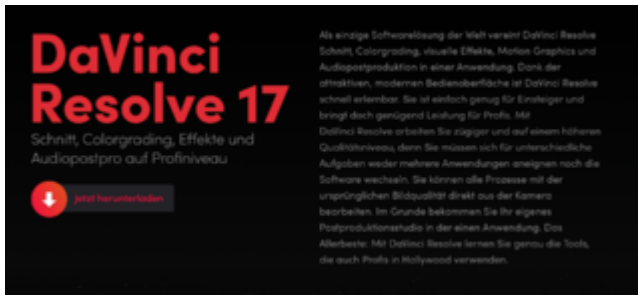 DaVinci
Resolve 17
Schnitt, Colorgrading, Effekte und
Audiopostpro auf Profiniveau
Jetzt herunterladen
Als einzige Softwarelösung der Welt vereint DaVinci Resolve
Schnitt, Colorgrading, visuelle Effekte, Motion Graphics und
Audiopostproduktion in einer Anwendung. Dank der
attraktiven, modernen Bedienoberfläche ist DaVinci Resolve
schnell erlernbar. Sie ist einfach genug für Einsteiger und
bringt doch genügend Leistung für Profis. Mit
DaVinci Resolve arbeiten Sie zügiger und auf einem höheren
Qualitätsniveau, denn Sie müssen sich für unterschiedliche
Aufgaben weder mehrere Anwendungen aneignen noch die
Software wechseln. Sie können alle Prozesse mit der
ursprünglichen Bildqualität direkt aus der Kamera
bearbeiten. Im Grunde bekommen Sie Ihr eigenes
Postproduktionsstudio in der einen Anwendung. Das
Allerbeste: Mit DaVinci Resolve lernen Sie genau die Tools,
die auch Profis in Hollywood verwenden.